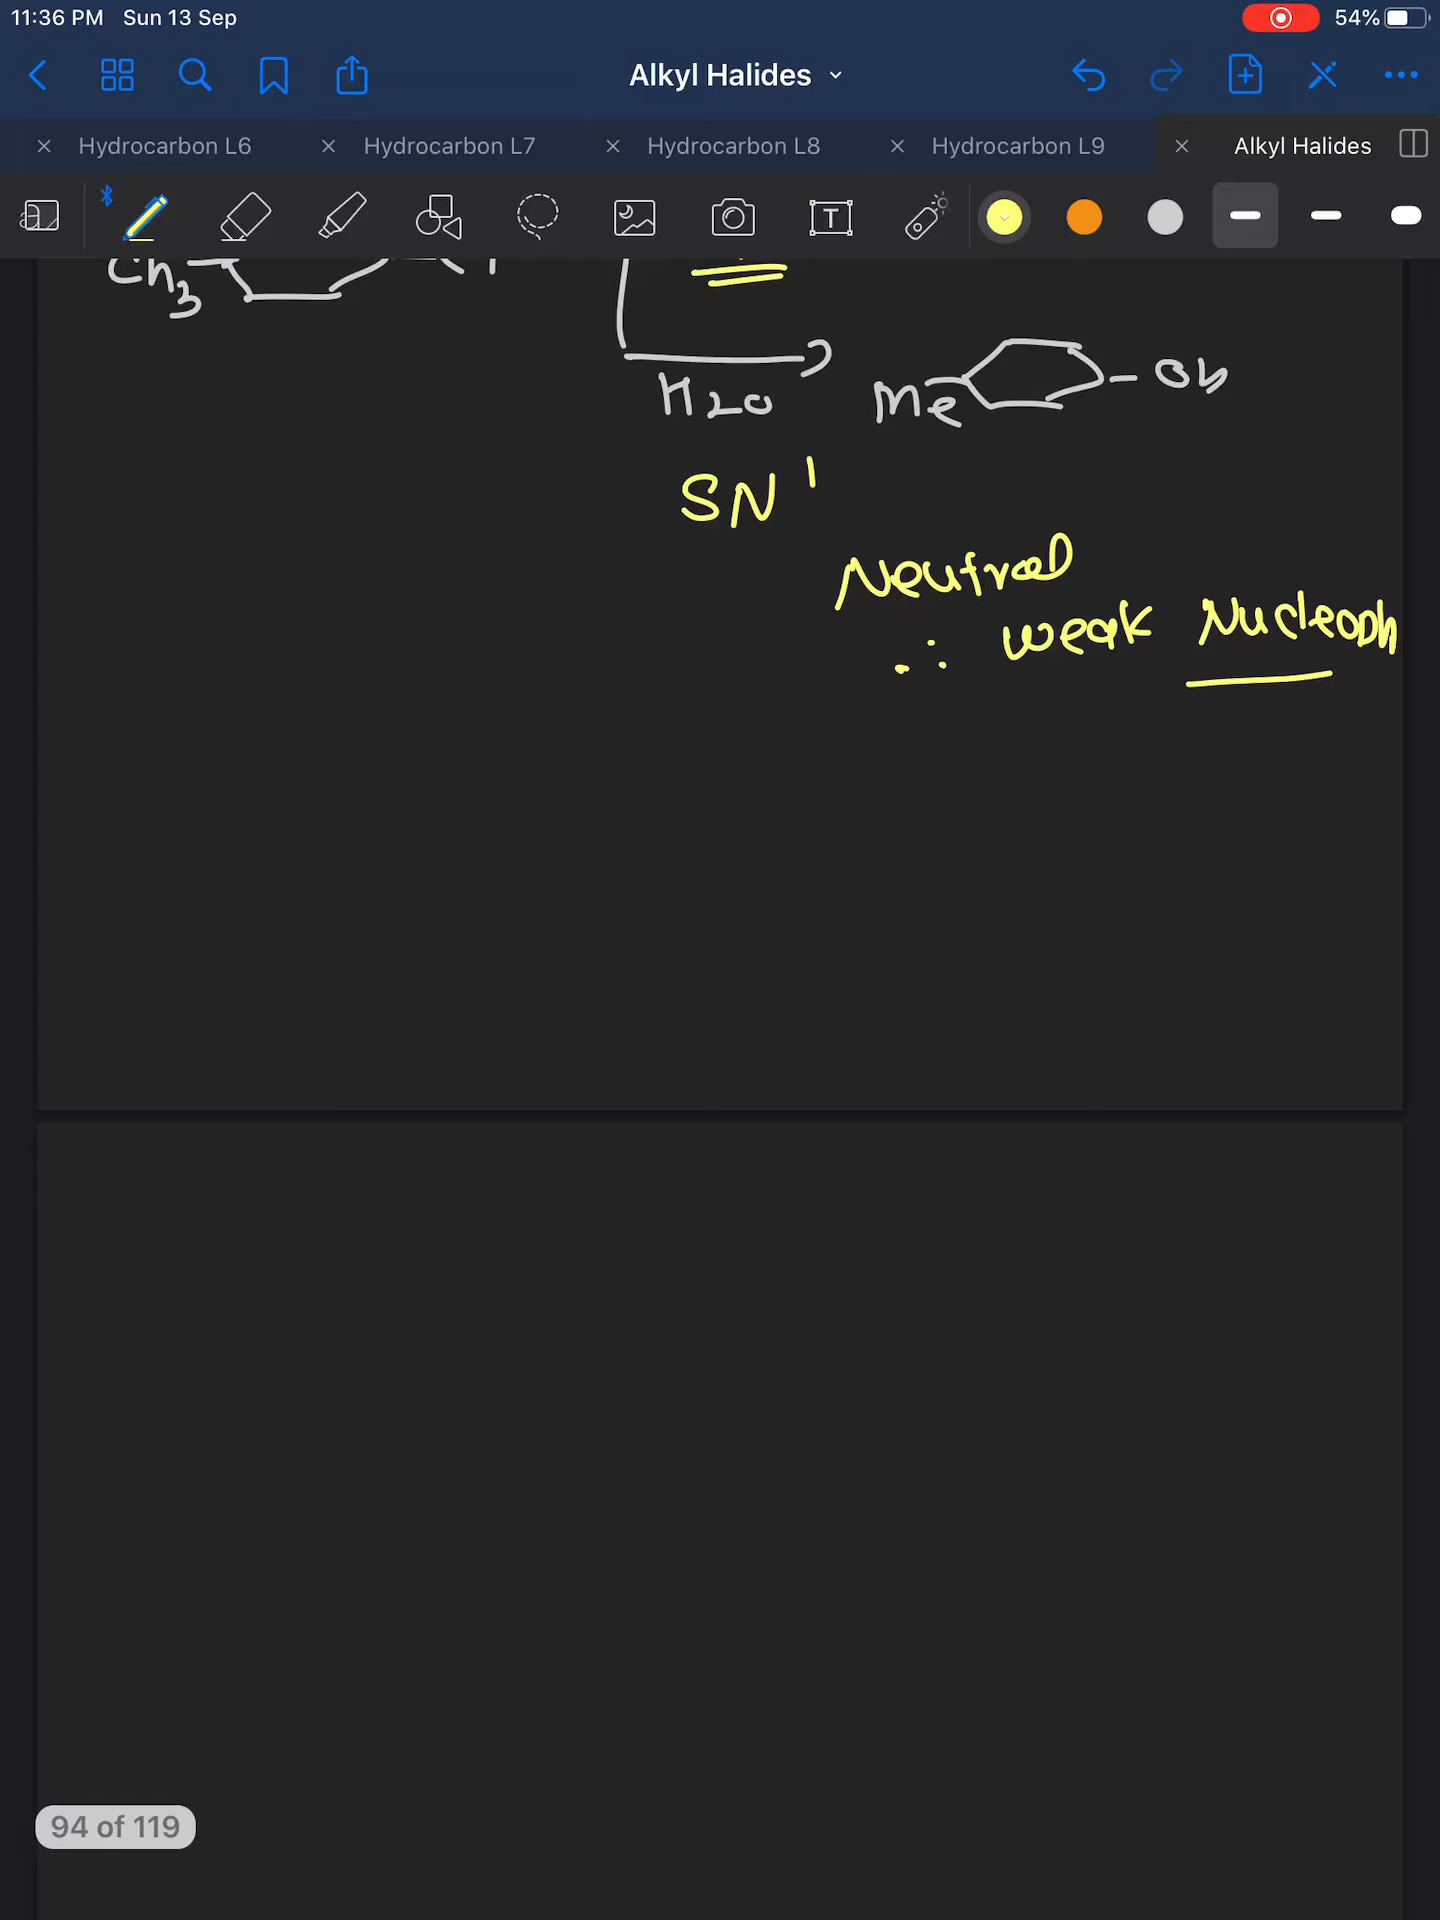 11:36 PM Sun 13 Sep
54%
Alkyl Halides
Hydrocarbon L6
Hydrocarbon L7
Hydrocarbon L8
Hydrocarbon L9
Alkyl Halides
a
T
CH3
H2O
Me
OH
SN1
Neutral
∴ weak Nucleoph
94 of 119